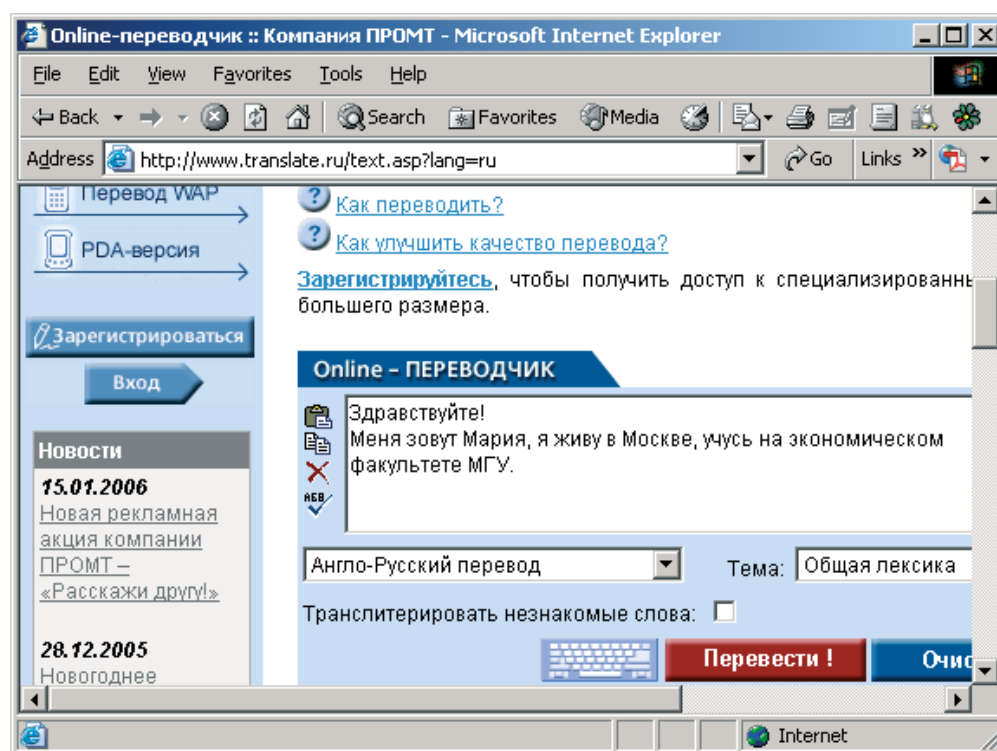 Online-переводчик :: Компания ПРОМТ - Microsoft Internet Explorer
File Edit View Favorites Tools Help
Back Search Favorites Media
Address http://www.translate.ru/text.asp?lang=ru Go Links »
Перевод WAP
PDA-версия
Зарегистрироваться
Вход
Новости
15.01.2006
Новая рекламная
акция компании
ПРОМТ –
«Расскажи другу!»
28.12.2005
Новогоднее
? Как переводить?
? Как улучшить качество перевода?
Зарегистрируйтесь, чтобы получить доступ к специализированны
большего размера.
Online – ПЕРЕВОДЧИК
Здравствуйте!
Меня зовут Мария, я живу в Москве, учусь на экономическом
факультете МГУ.
АБВ
Англо-Русский перевод Тема: Общая лексика
Транслитерировать незнакомые слова:
Перевести ! Очис
Internet